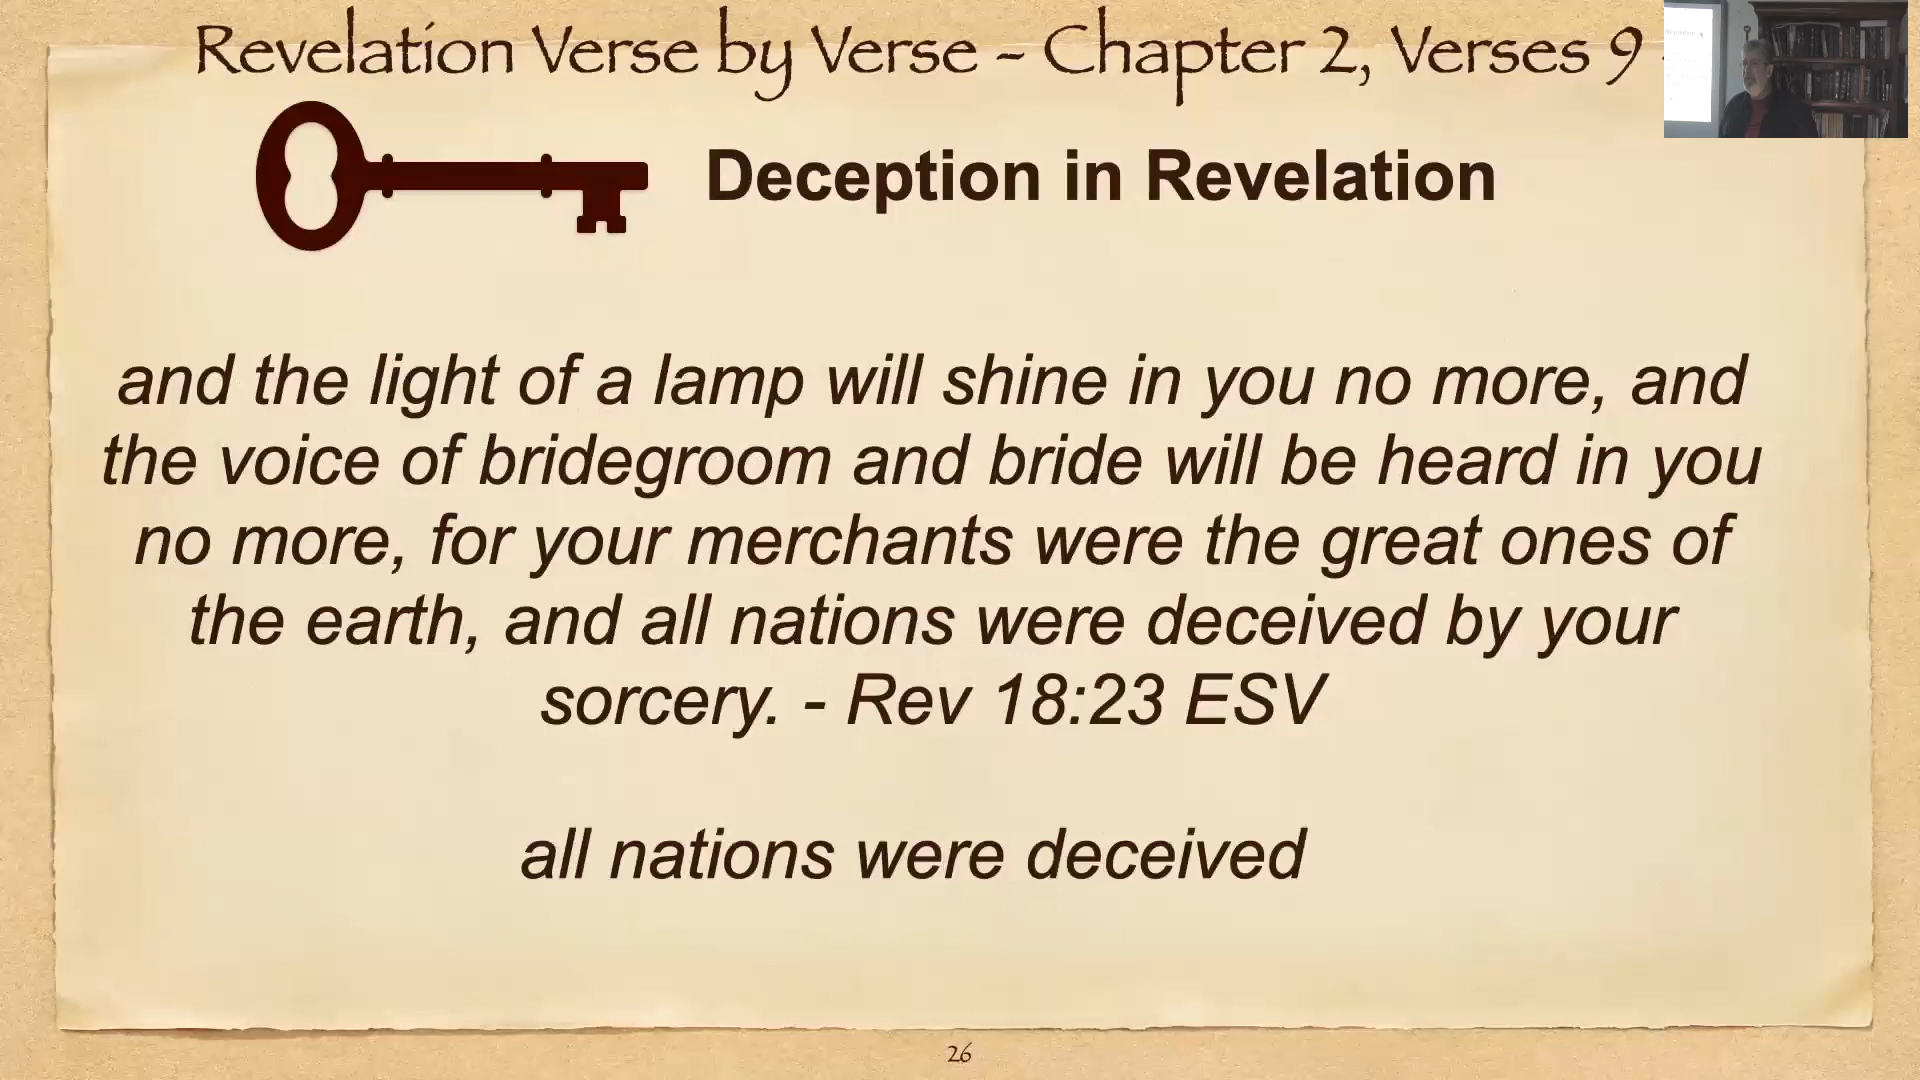 Revelation Verse by Verse - Chapter 2, Verses 9
Deception in Revelation
and the light of a lamp will shine in you no more, and
the voice of bridegroom and bride will be heard in you
no more, for your merchants were the great ones of
the earth, and all nations were deceived by your
sorcery. - Rev 18:23 ESV
all nations were deceived
26